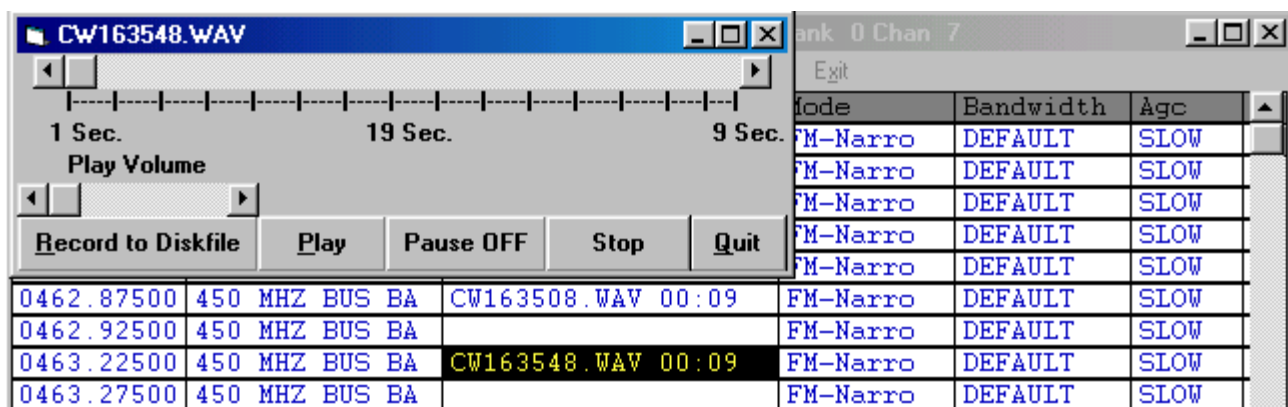 CW163548.WAV
ank 0 Chan 7
Exit
1 Sec. 19 Sec. 9 Sec.
Play Volume
Record to Diskfile Play Pause OFF Stop Quit
Mode Bandwidth Agc
FM-Narro DEFAULT SLOW
FM-Narro DEFAULT SLOW
FM-Narro DEFAULT SLOW
FM-Narro DEFAULT SLOW
FM-Narro DEFAULT SLOW
0462.87500 450 MHZ BUS BA CW163508.WAV 00:09 FM-Narro DEFAULT SLOW
0462.92500 450 MHZ BUS BA FM-Narro DEFAULT SLOW
0463.22500 450 MHZ BUS BA CW163548.WAV 00:09 FM-Narro DEFAULT SLOW
0463.27500 450 MHZ BUS BA FM-Narro DEFAULT SLOW